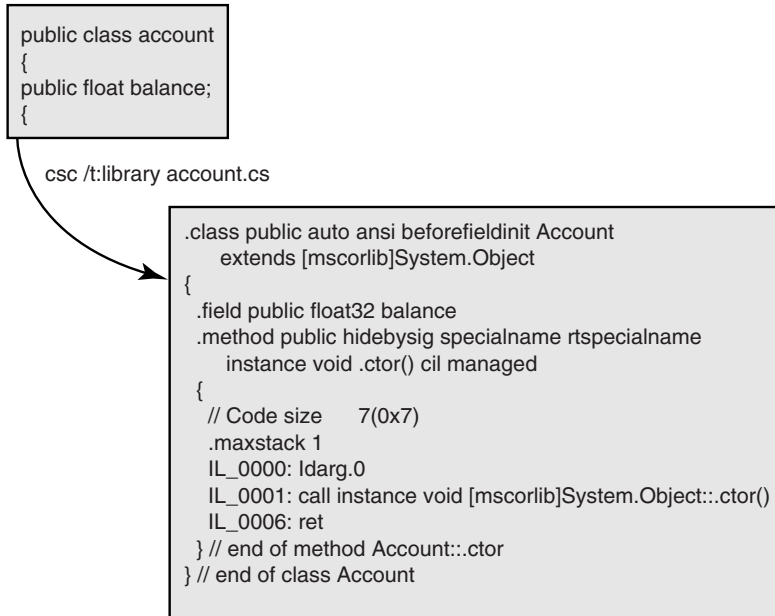 public class account
{
public float balance;
{
csc /t:library account.cs
.class public auto ansi beforefieldinit Account
extends [mscorlib]System.Object
{
.field public float32 balance
.method public hidebysig specialname rtspecialname
instance void .ctor() cil managed
{
// Code size 7(0x7)
.maxstack 1
IL_0000: Idarg.0
IL_0001: call instance void [mscorlib]System.Object::.ctor()
IL_0006: ret
} // end of method Account::.ctor
} // end of class Account